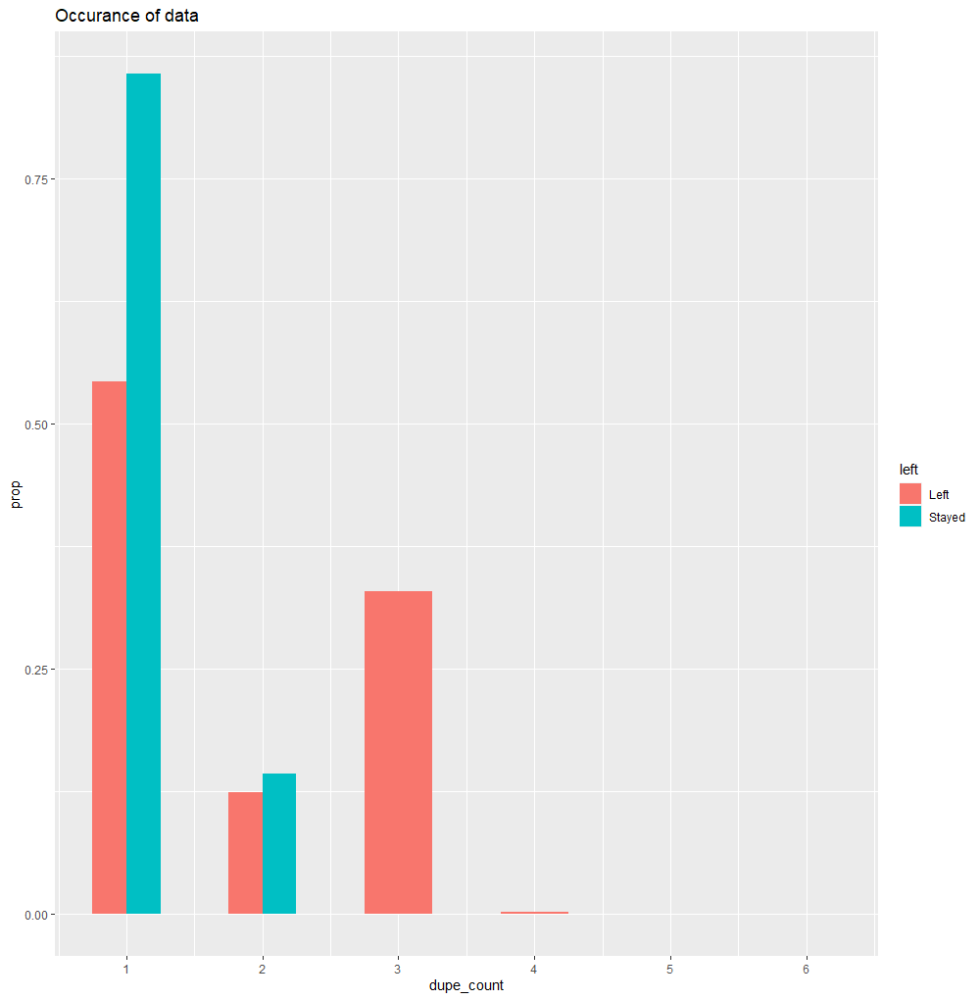 Occurance of data
0.75
0.50
0.25
0.00
prop
1 2 3 4 5 6
dupe_count
left
Left
Stayed